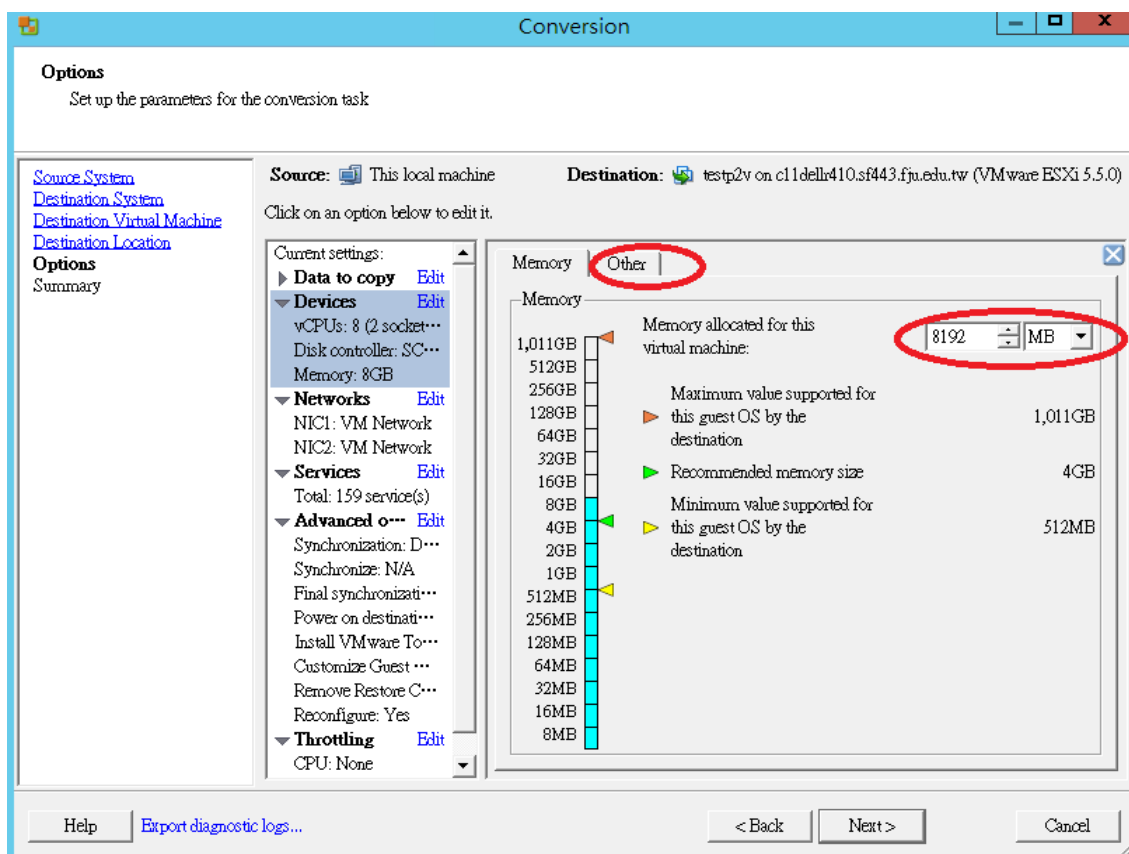 Conversion
Options
Set up the parameters for the conversion task
Source System
Destination System
Destination Virtual Machine
Destination Location
Options
Summary
Source: This local machine Destination: testp2v on c11dellr410.sf443.fju.edu.tw (VMware ESXi 5.5.0)
Click on an option below to edit it.
Current settings:
Data to copy Edit
Devices Edit
vCPUs: 8 (2 socket···
Disk controller: SC···
Memory: 8GB
Networks Edit
NIC1: VM Network
NIC2: VM Network
Services Edit
Total: 159 service(s)
Advanced o··· Edit
Synchronization: D···
Synchronize: N/A
Final synchronizati···
Power on destinati···
Install VMware To···
Customize Guest ···
Remove Restore C···
Reconfigure: Yes
Throttling Edit
CPU: None
Memory Other
Memory
1,011GB
512GB
256GB
128GB
64GB
32GB
16GB
8GB
4GB
2GB
1GB
512MB
256MB
128MB
64MB
32MB
16MB
8MB
Memory allocated for this
virtual machine:
8192 MB
Maximum value supported for
this guest OS by the
destination
1,011GB
Recommended memory size 4GB
Minimum value supported for
this guest OS by the
destination
512MB
Help Export diagnostic logs... < Back Next > Cancel